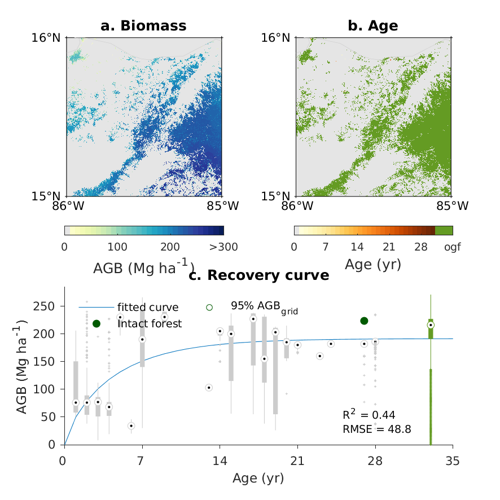 a. Biomass
b. Age
16°N
16°N
15°N
15°N
86°W 85°W
86°W 85°W
0 100 200 >300
0 7 14 21 28 ogf
AGB (Mg ha⁻¹)
Age (yr)
c. Recovery curve
fitted curve
95% AGB_grid
Intact forest
AGB (Mg ha⁻¹)
250
200
150
100
50
0
R² = 0.44
RMSE = 48.8
0 7 14 21 28 35
Age (yr)